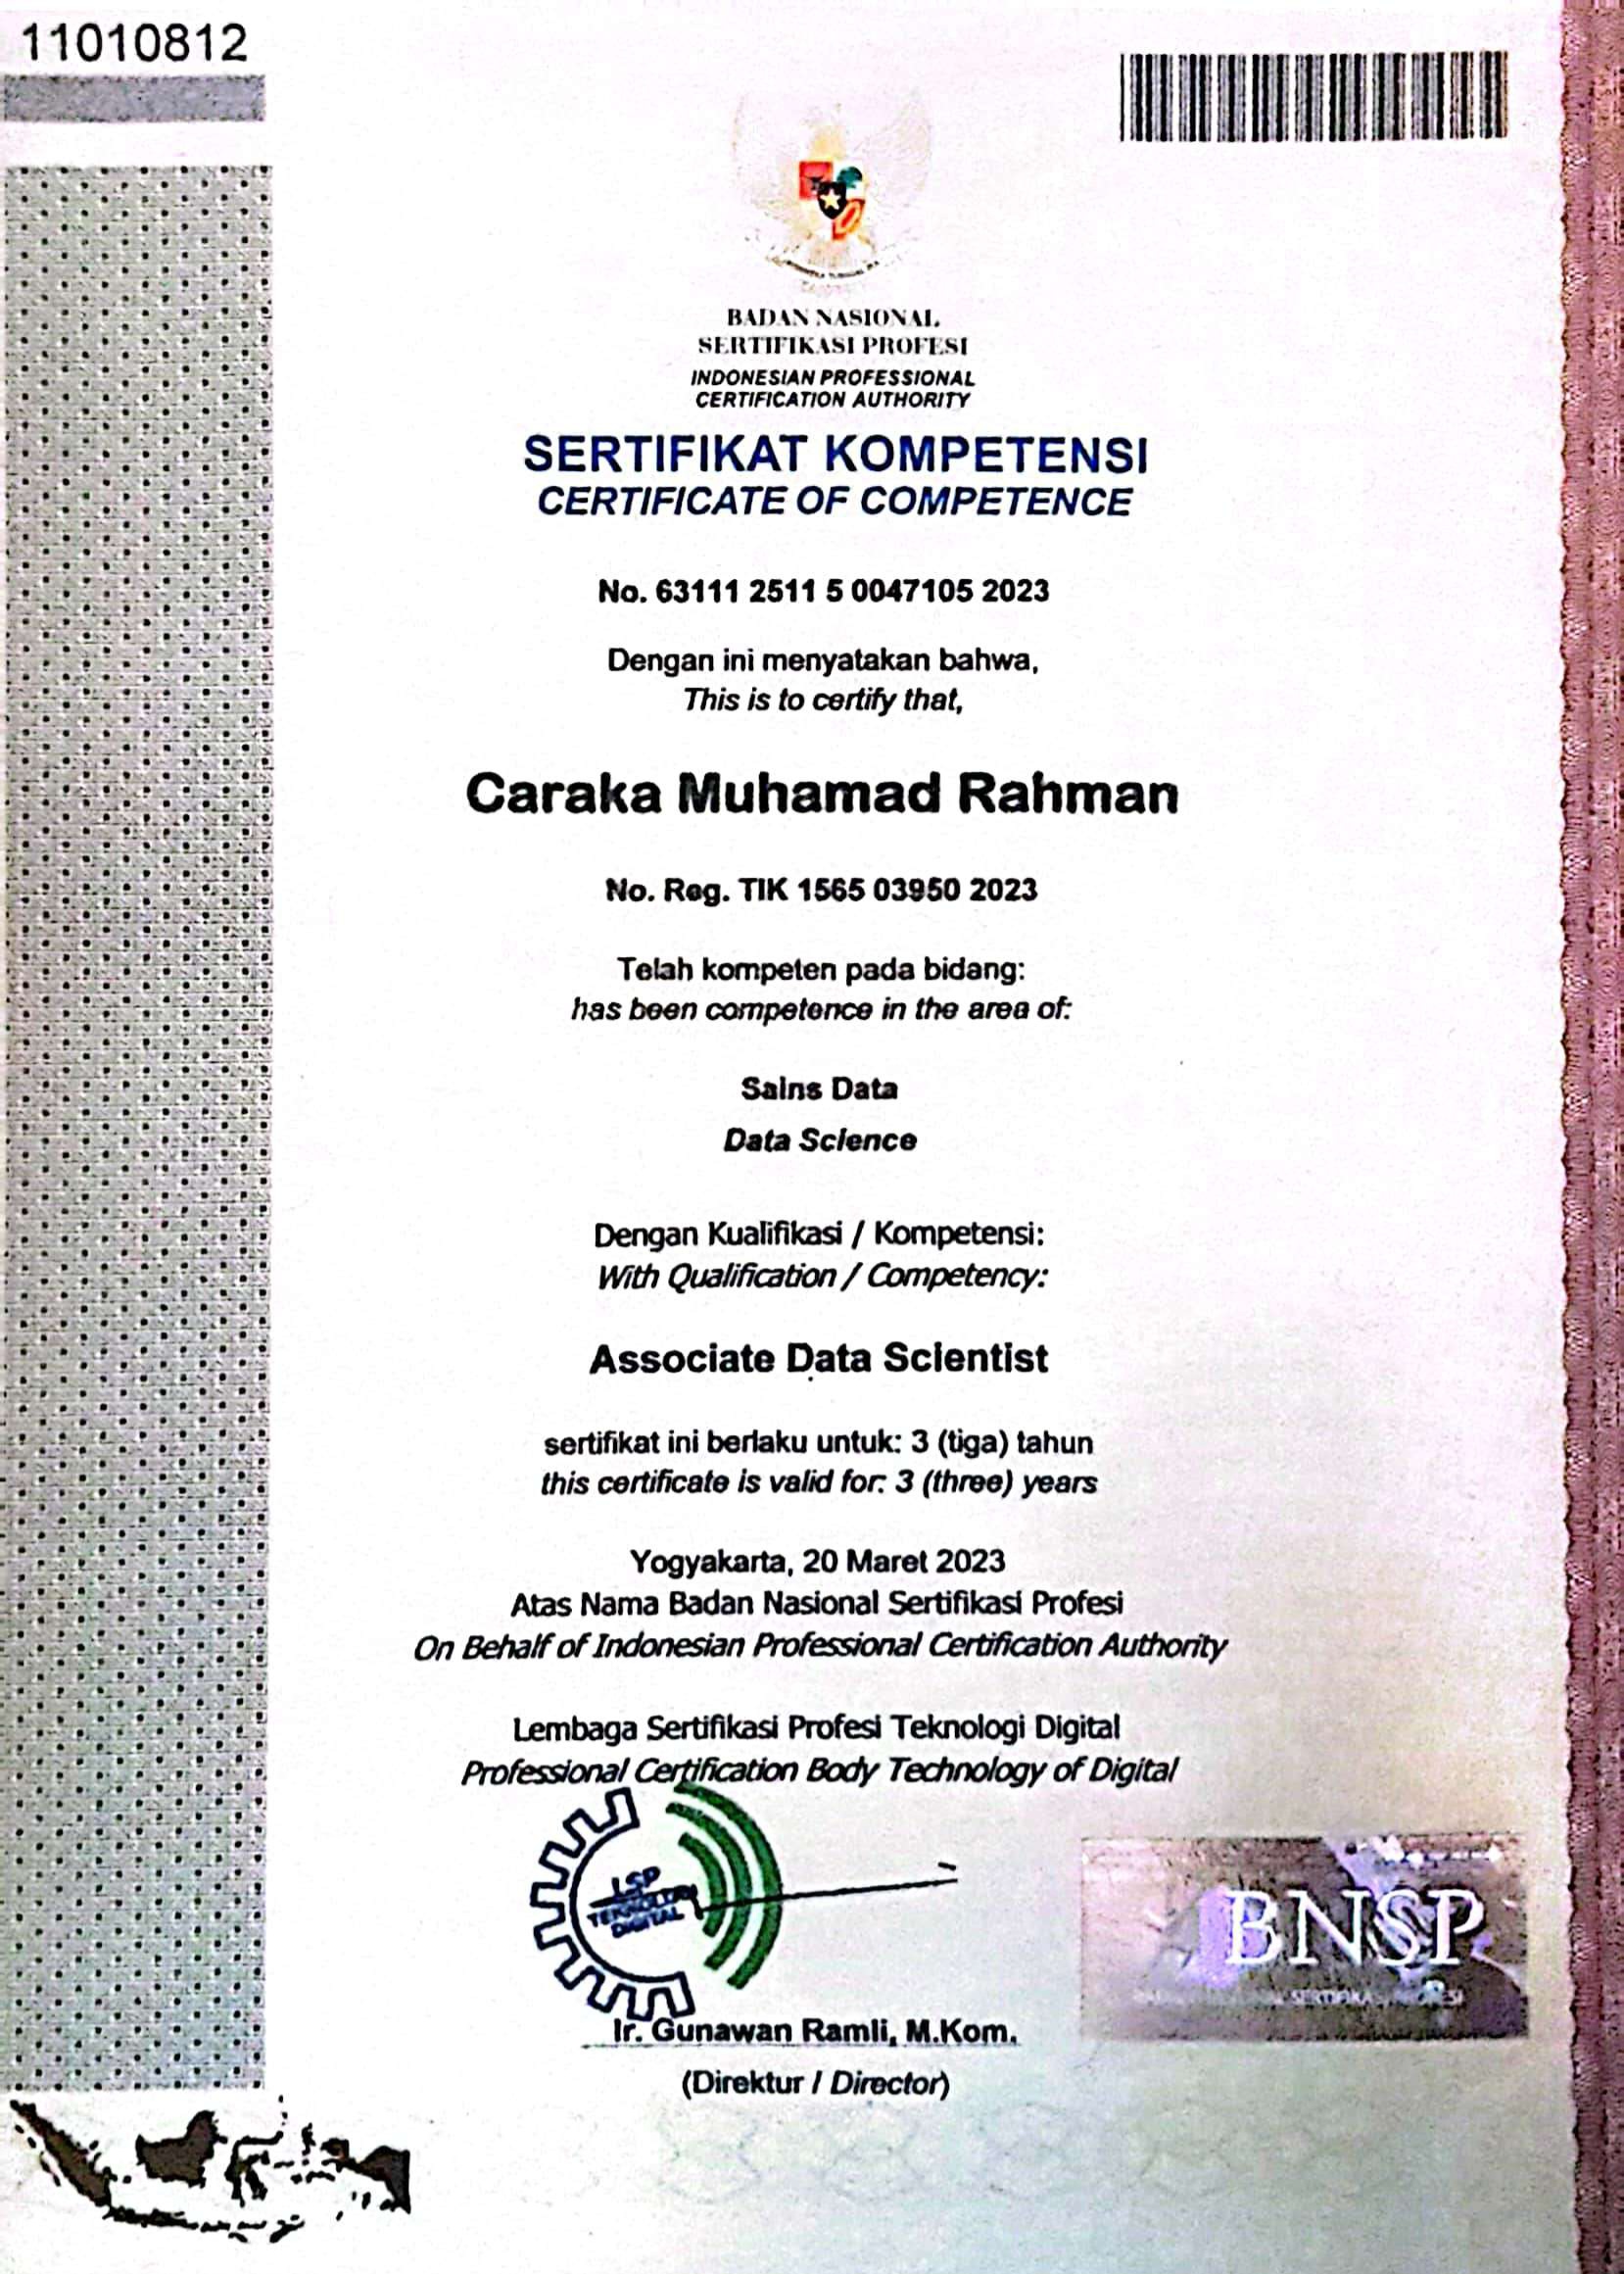 11010812
BADAN NASIONAL
SERTIFIKASI PROFESI
INDONESIAN PROFESSIONAL
CERTIFICATION AUTHORITY
SERTIFIKAT KOMPETENSI
CERTIFICATE OF COMPETENCE
No. 63111 2511 5 0047105 2023
Dengan ini menyatakan bahwa,
This is to certify that,
Caraka Muhamad Rahman
No. Reg. TIK 1565 03950 2023
Telah kompeten pada bidang:
has been competence in the area of:
Sains Data
Data Science
Dengan Kualifikasi / Kompetensi:
With Qualification / Competency:
Associate Data Scientist
sertifikat ini berlaku untuk: 3 (tiga) tahun
this certificate is valid for: 3 (three) years
Yogyakarta, 20 Maret 2023
Atas Nama Badan Nasional Sertifikasi Profesi
On Behalf of Indonesian Professional Certification Authority
Lembaga Sertifikasi Profesi Teknologi Digital
Professional Certification Body Technology of Digital
LSP
TEKNOLOGI
DIGITAL
BNSP
SERTIFIKASI PROFESI
Ir. Gunawan Ramli, M.Kom.
(Direktur / Director)